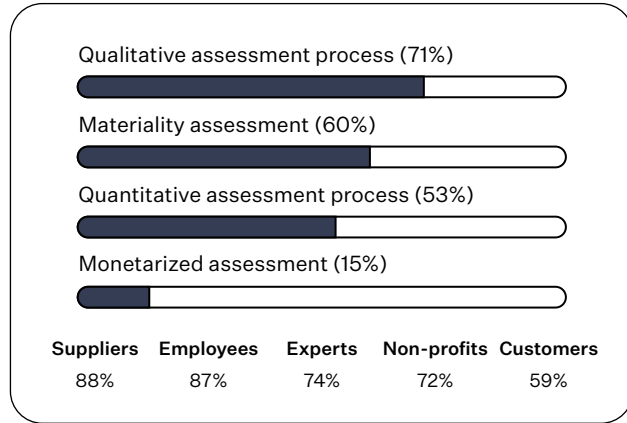 Qualitative assessment process (71%)
Materiality assessment (60%)
Quantitative assessment process (53%)
Monetarized assessment (15%)
Suppliers Employees Experts Non-profits Customers
88% 87% 74% 72% 59%